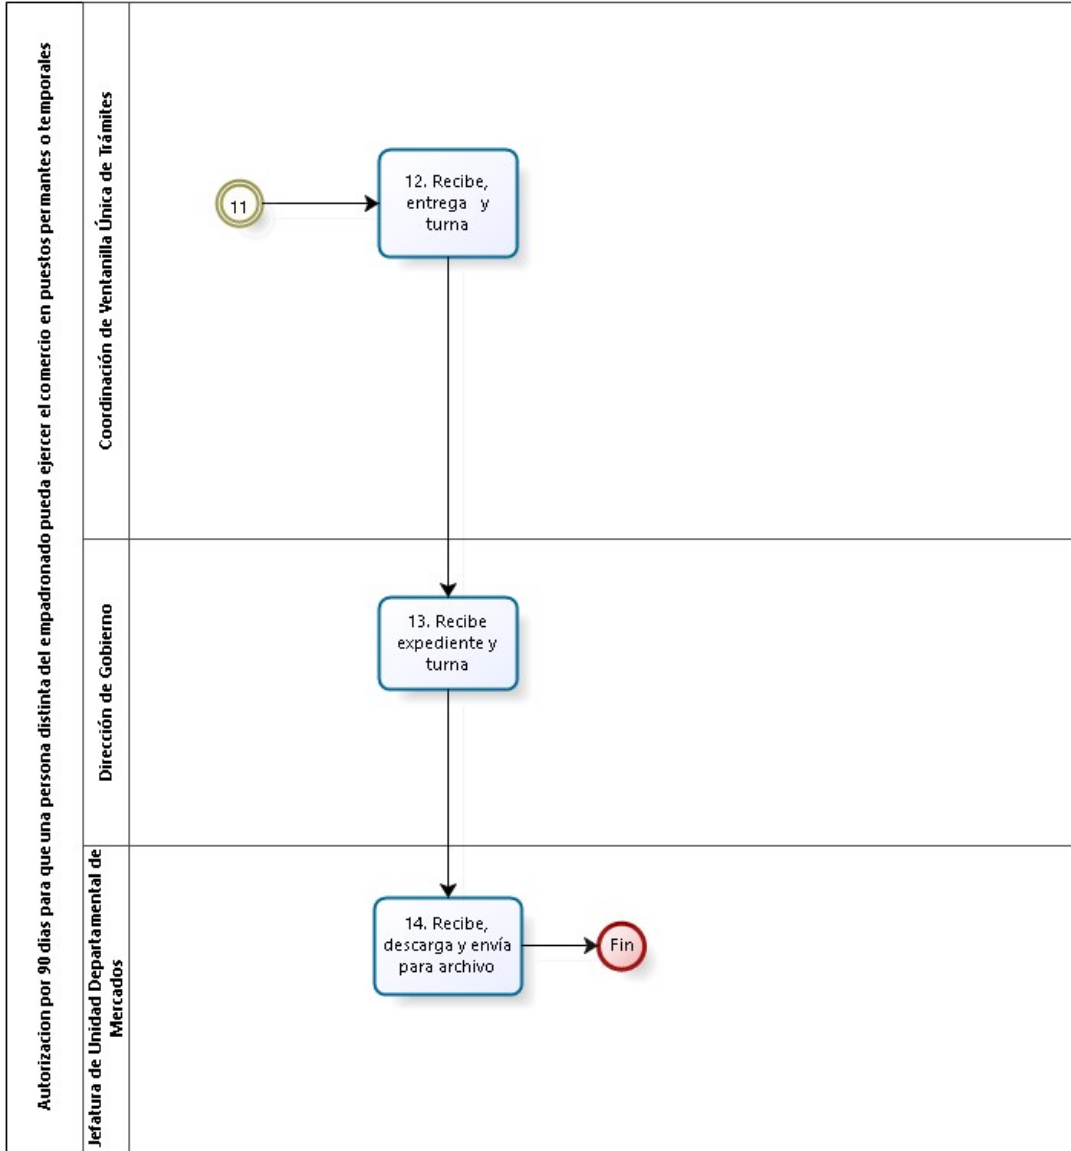 Autorizacion por 90 dias para que una persona distinta del empadronado pueda ejercer el comercio en puestos permantes o temporales
Coordinación de Ventanilla Única de Trámites
11
12. Recibe,
entrega y
turna
Dirección de Gobierno
13. Recibe
expediente y
turna
Jefatura de Unidad Departamental de
Mercados
14. Recibe,
descarga y envía
para archivo
Fin